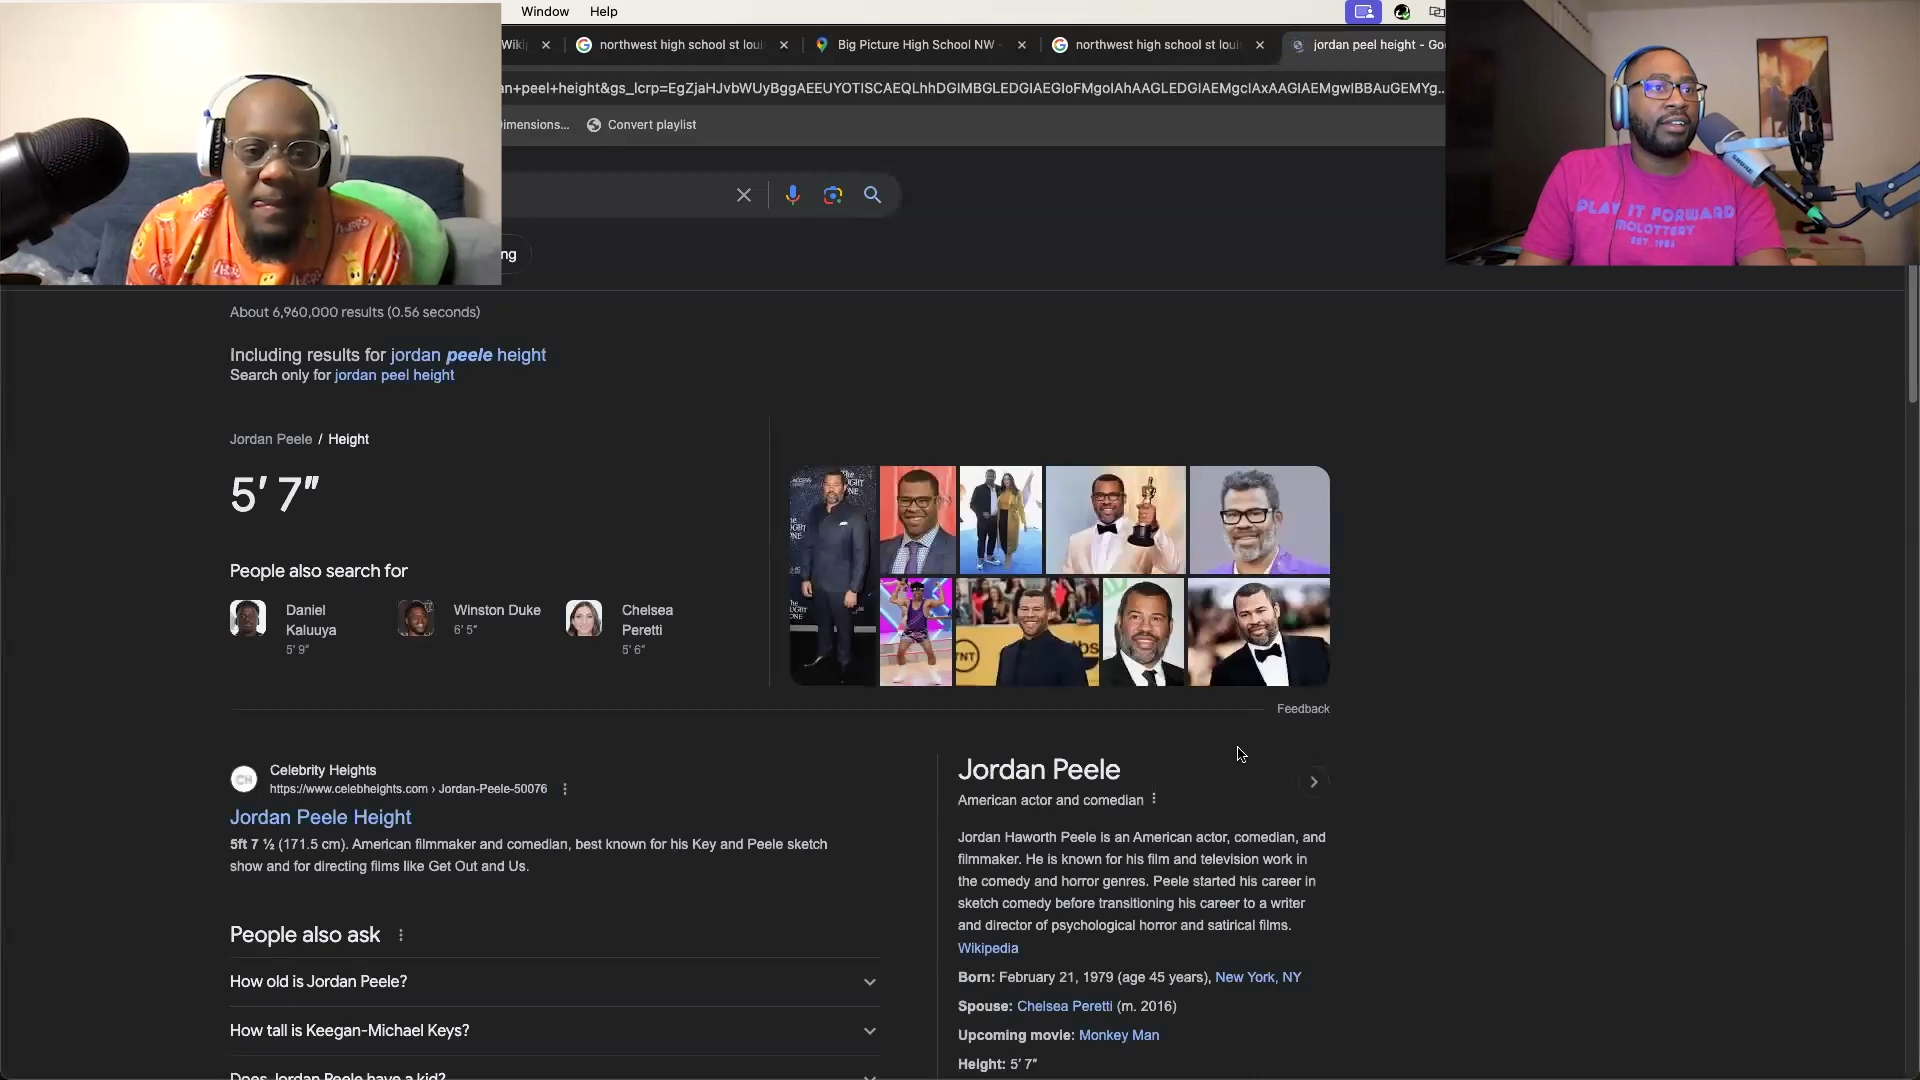 Window Help
Wiki
northwest high school st loui
Big Picture High School NW -
northwest high school st loui
jordan peel height - Go
n+peel+height&gs_lcrp=EgZjaHJvbWUyBggAEEUYOTISCAEQLhhDGIMBGLEDGIAEGIoFMgoIAhAAGLEDGIAEMgcIAxAAGIAEMgwIBBAuGEMYg...
imensions...
Convert playlist
PLAY IT FORWARD
MOLOTTERY
EST. 1986
ng
About 6,960,000 results (0.56 seconds)
Including results for jordan peele height
Search only for jordan peel height
Jordan Peele / Height
5′ 7″
People also search for
Daniel Kaluuya
5′ 9″
Winston Duke
6′ 5″
Chelsea Peretti
5′ 6″
TNT
Feedback
CH
Celebrity Heights
https://www.celebheights.com › Jordan-Peele-50076
Jordan Peele Height
5ft 7 ½ (171.5 cm). American filmmaker and comedian, best known for his Key and Peele sketch
show and for directing films like Get Out and Us.
People also ask
How old is Jordan Peele?
How tall is Keegan-Michael Keys?
Does Jordan Peele have a kid?
Jordan Peele
American actor and comedian
Jordan Haworth Peele is an American actor, comedian, and
filmmaker. He is known for his film and television work in
the comedy and horror genres. Peele started his career in
sketch comedy before transitioning his career to a writer
and director of psychological horror and satirical films.
Wikipedia
Born: February 21, 1979 (age 45 years), New York, NY
Spouse: Chelsea Peretti (m. 2016)
Upcoming movie: Monkey Man
Height: 5′ 7″